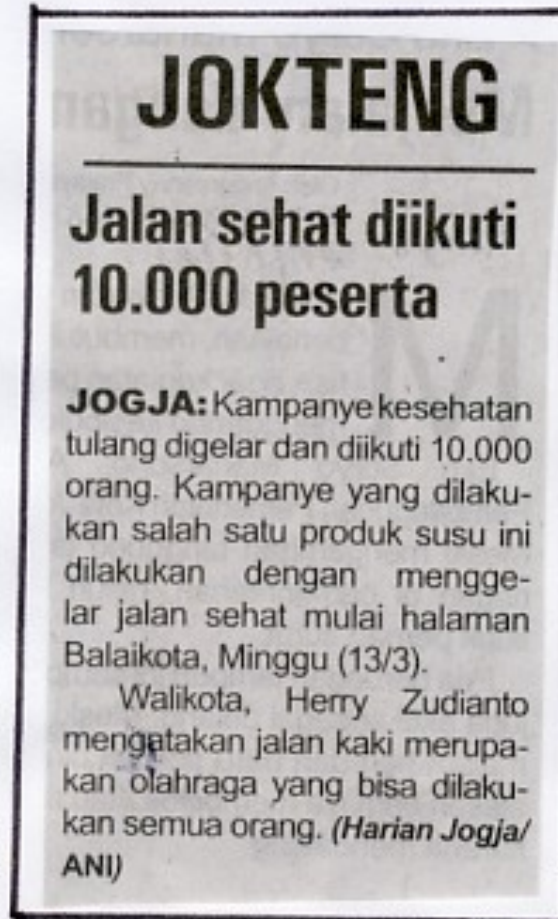 JOKTENG
Jalan sehat diikuti
10.000 peserta
JOGJA: Kampanye kesehatan
tulang digelar dan diikuti 10.000
orang. Kampanye yang dilaku-
kan salah satu produk susu ini
dilakukan dengan mengge-
lar jalan sehat mulai halaman
Balaikota, Minggu (13/3).
Walikota, Herry Zudianto
mengatakan jalan kaki merupa-
kan olahraga yang bisa dilaku-
kan semua orang. (Harian Jogja/
ANI)